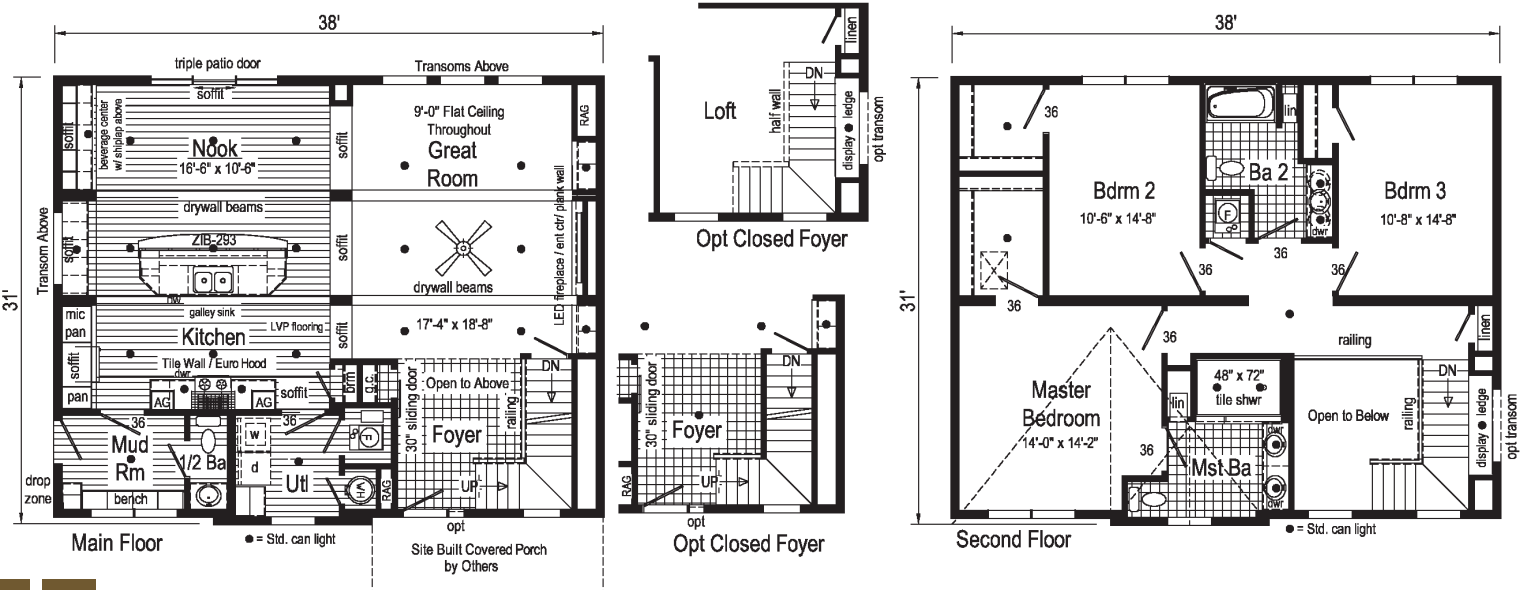 38'
31'
triple patio door
soffit
Transoms Above
soffit
beverage center
w/ shiplap above
Nook
16'-6" x 10'-6"
soffit
9'-0" Flat Ceiling
Throughout
Great
Room
RAG
drywall beams
Transom Above
soffit
ZIB-293
soffit
drywall beams
LED fireplace / ent ctr/ plank wall
dw
galley sink
mic
pan
Kitchen
LVP flooring
soffit
17'-4" x 18'-8"
soffit
Tile Wall / Euro Hood
dwr
soffit
pan
AG
AG
brm
g.c.
30" sliding door
Open to Above
railing
DN
Foyer
UP
36
Mud
Rm
1/2 Ba
36
w
d
Utl
F
WH
RAG
drop
zone
bench
opt
Main Floor
= Std. can light
Site Built Covered Porch
by Others
linen
DN
Loft
half wall
display ledge
opt transom
Opt Closed Foyer
30" sliding door
DN
Foyer
RAG
UP
opt
Opt Closed Foyer
38'
31'
36
lin
Bdrm 2
10'-6" x 14'-8"
Ba 2
Bdrm 3
10'-8" x 14'-8"
F
dwr
36
36
36
X
36
36
railing
linen
Master
Bedroom
14'-0" x 14'-2"
48" x 72"
tile shwr
lin
DN
Open to Below
railing
display ledge
opt transom
36
Mst Ba
dwr
dwr
Second Floor
= Std. can light